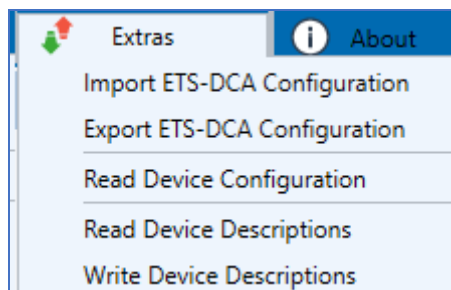 Extras
i About
Import ETS-DCA Configuration
Export ETS-DCA Configuration
Read Device Configuration
Read Device Descriptions
Write Device Descriptions